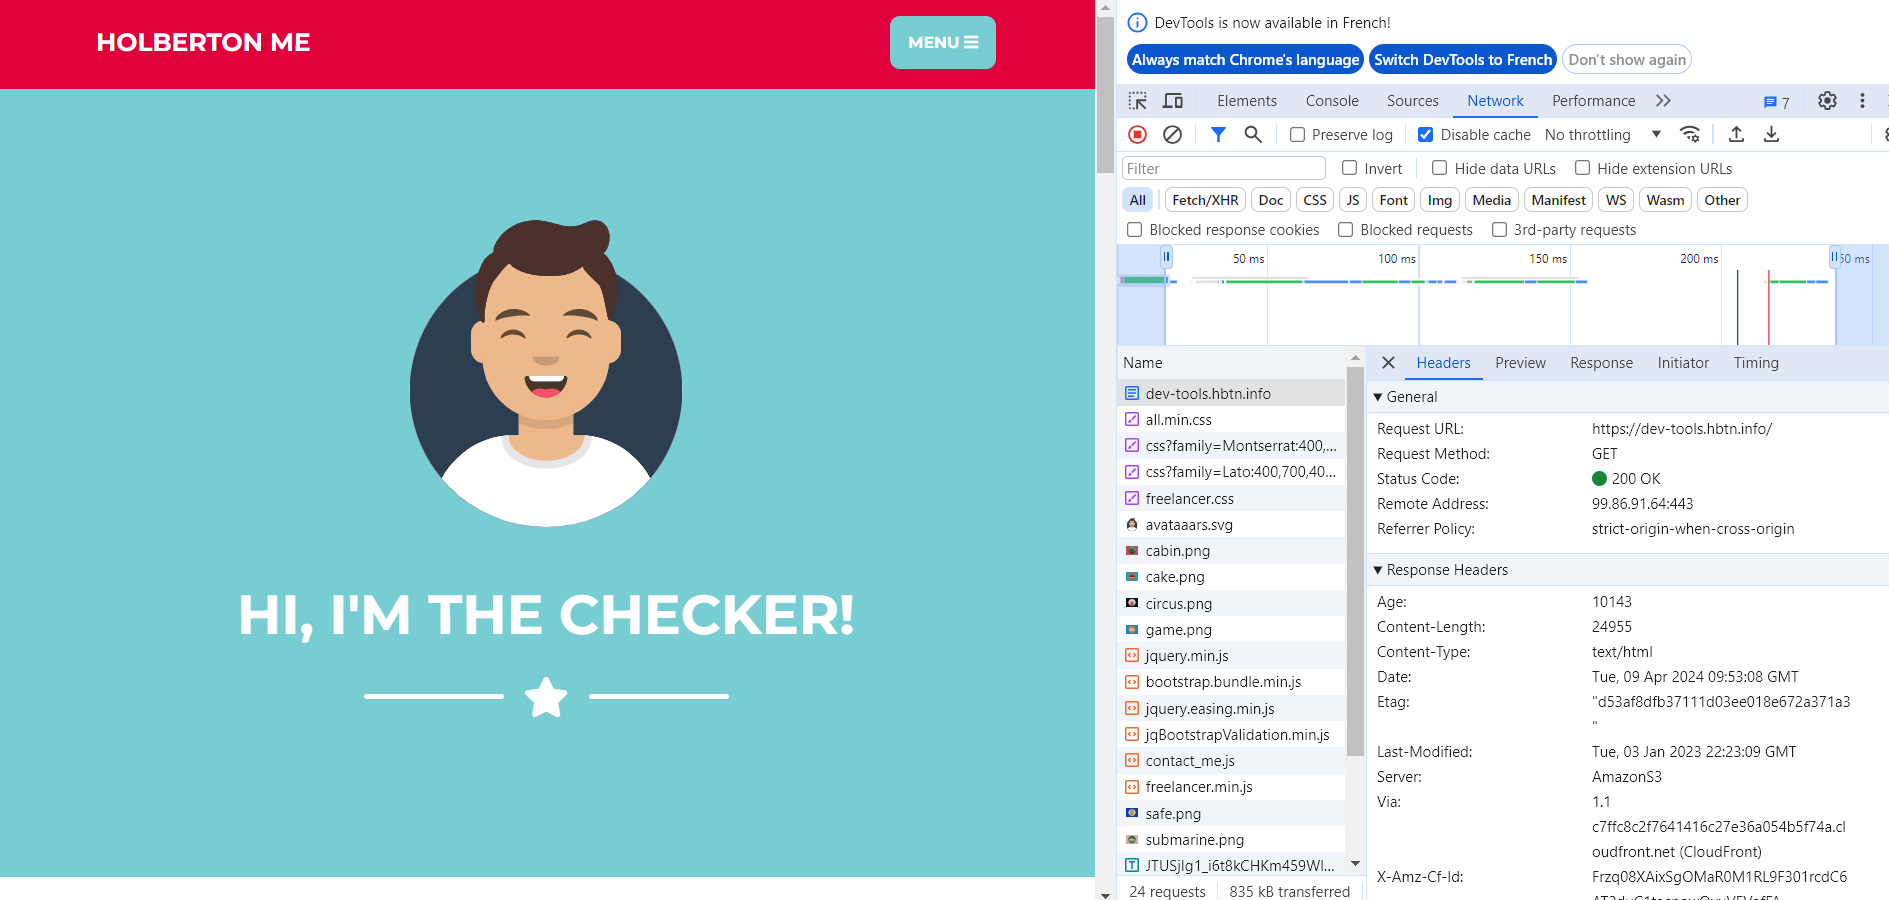 HOLBERTON ME
MENU
HI, I'M THE CHECKER!
DevTools is now available in French!
Always match Chrome's language
Switch DevTools to French
Don't show again
Elements Console Sources Network Performance 7
Preserve log Disable cache No throttling
Filter Invert Hide data URLs Hide extension URLs
All Fetch/XHR Doc CSS JS Font Img Media Manifest WS Wasm Other
Blocked response cookies Blocked requests 3rd-party requests
50 ms 100 ms 150 ms 200 ms 50 ms
Name
dev-tools.hbtn.info
all.min.css
css?family=Montserrat:400,...
css?family=Lato:400,700,40...
freelancer.css
avataaars.svg
cabin.png
cake.png
circus.png
game.png
jquery.min.js
bootstrap.bundle.min.js
jquery.easing.min.js
jqBootstrapValidation.min.js
contact_me.js
freelancer.min.js
safe.png
submarine.png
JTUSjIg1_i6t8kCHKm459Wl...
24 requests 835 kB transferred
Headers Preview Response Initiator Timing
General
Request URL: https://dev-tools.hbtn.info/
Request Method: GET
Status Code: 200 OK
Remote Address: 99.86.91.64:443
Referrer Policy: strict-origin-when-cross-origin
Response Headers
Age: 10143
Content-Length: 24955
Content-Type: text/html
Date: Tue, 09 Apr 2024 09:53:08 GMT
Etag: "d53af8dfb37111d03ee018e672a371a3
"
Last-Modified: Tue, 03 Jan 2023 22:23:09 GMT
Server: AmazonS3
Via: 1.1
c7ffc8c2f7641416c27e36a054b5f74a.cl
oudfront.net (CloudFront)
X-Amz-Cf-Id: Frzq08XAixSgOMaR0M1RL9F301rcdC6